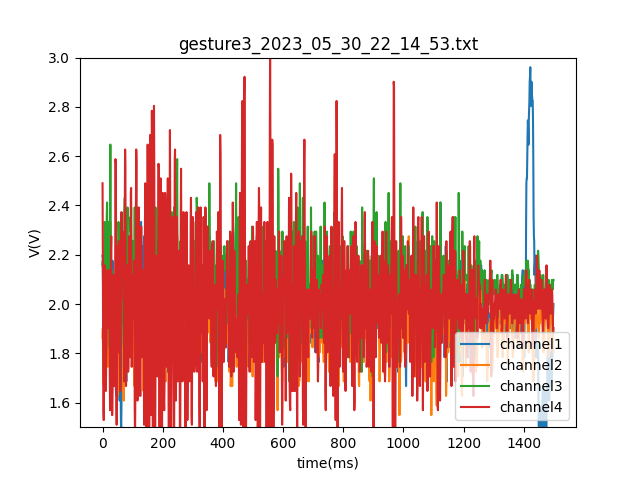 gesture3_2023_05_30_22_14_53.txt
3.0
2.8
2.6
2.4
2.2
2.0
1.8
1.6
V(V)
channel1
channel2
channel3
channel4
0 200 400 600 800 1000 1200 1400
time(ms)